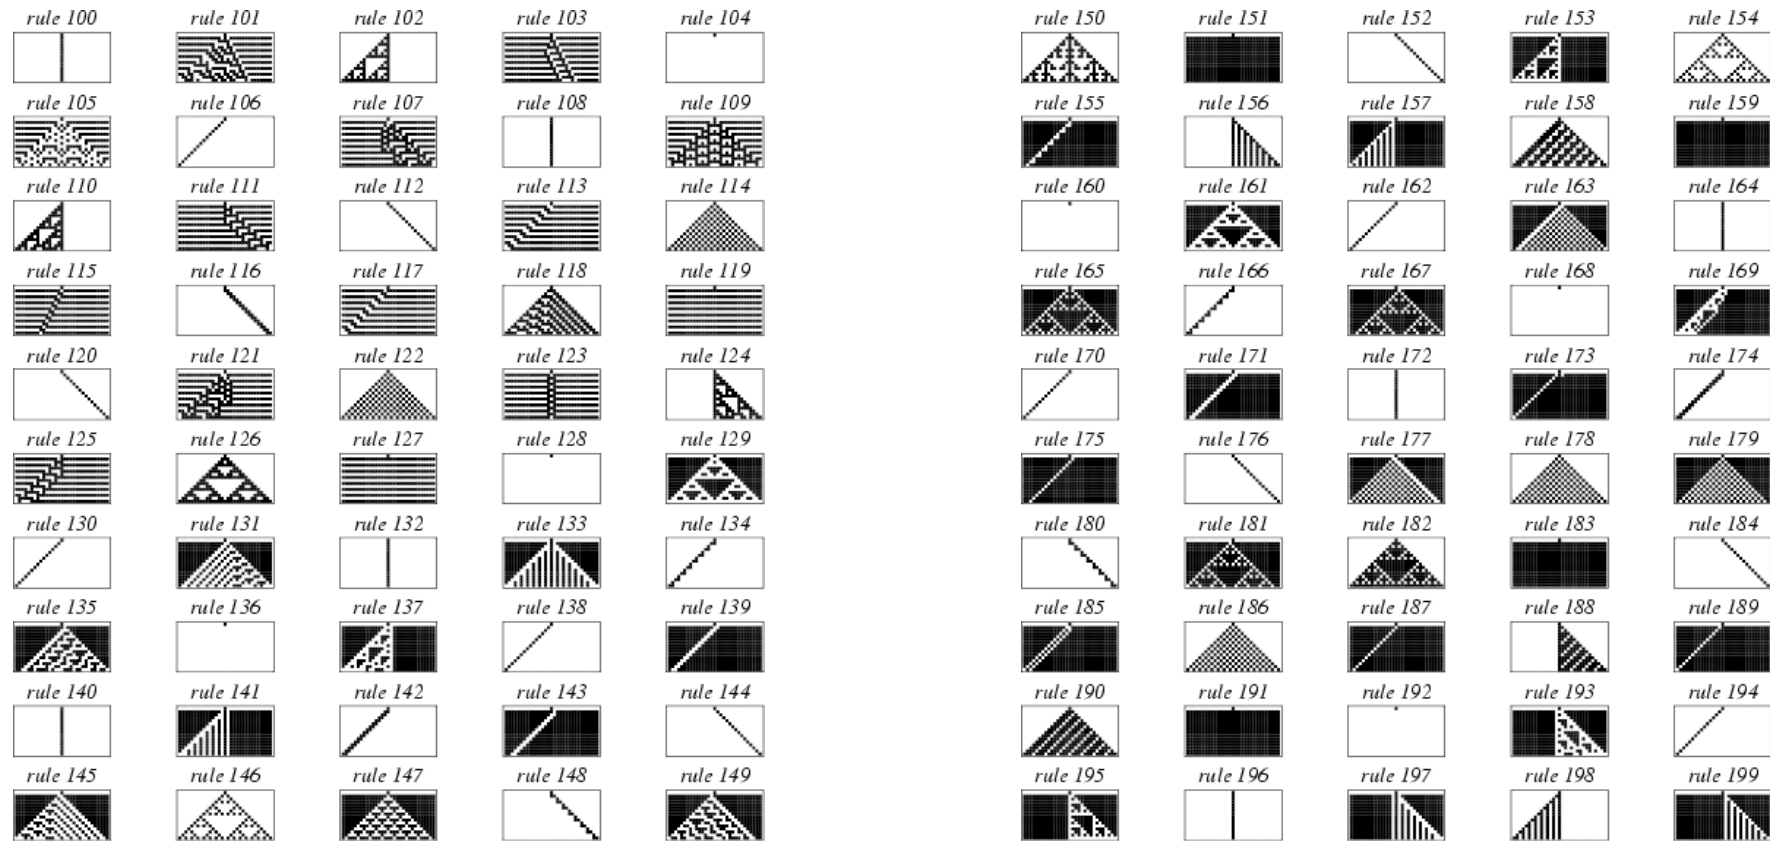 rule 100 rule 101 rule 102 rule 103 rule 104
rule 105 rule 106 rule 107 rule 108 rule 109
rule 110 rule 111 rule 112 rule 113 rule 114
rule 115 rule 116 rule 117 rule 118 rule 119
rule 120 rule 121 rule 122 rule 123 rule 124
rule 125 rule 126 rule 127 rule 128 rule 129
rule 130 rule 131 rule 132 rule 133 rule 134
rule 135 rule 136 rule 137 rule 138 rule 139
rule 140 rule 141 rule 142 rule 143 rule 144
rule 145 rule 146 rule 147 rule 148 rule 149
rule 150 rule 151 rule 152 rule 153 rule 154
rule 155 rule 156 rule 157 rule 158 rule 159
rule 160 rule 161 rule 162 rule 163 rule 164
rule 165 rule 166 rule 167 rule 168 rule 169
rule 170 rule 171 rule 172 rule 173 rule 174
rule 175 rule 176 rule 177 rule 178 rule 179
rule 180 rule 181 rule 182 rule 183 rule 184
rule 185 rule 186 rule 187 rule 188 rule 189
rule 190 rule 191 rule 192 rule 193 rule 194
rule 195 rule 196 rule 197 rule 198 rule 199